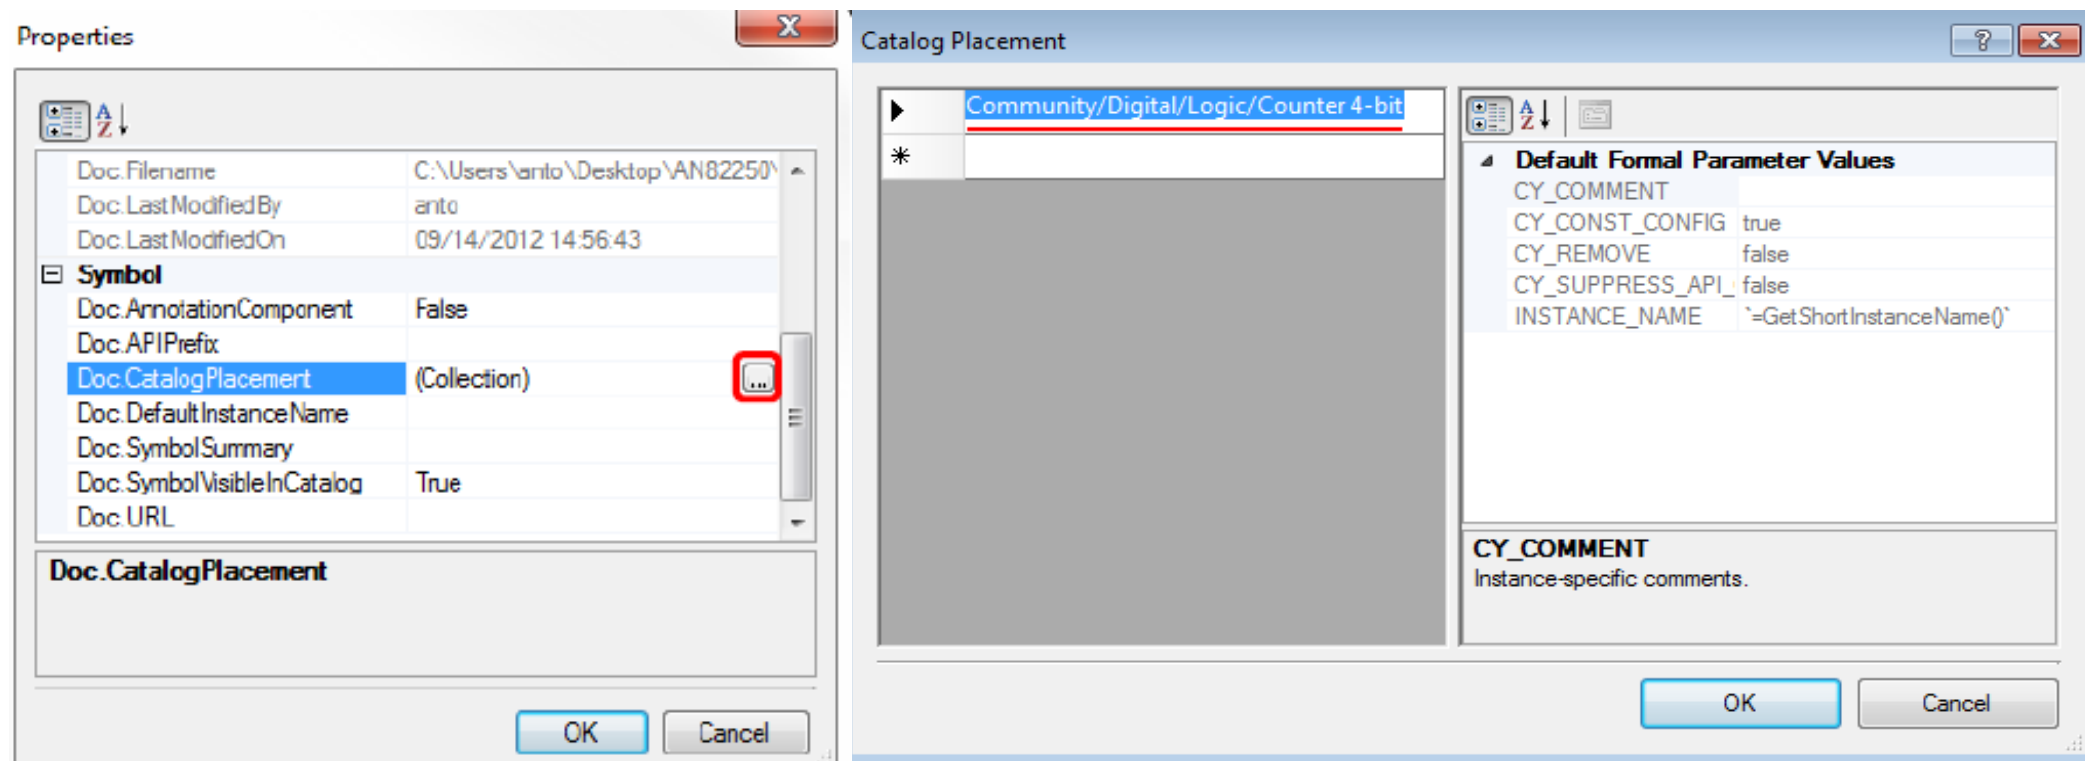 Properties
Doc.Filename C:\Users\anto\Desktop\AN82250\
Doc.LastModifiedBy anto
Doc.LastModifiedOn 09/14/2012 14:56:43
Symbol
Doc.AnnotationComponent False
Doc.APIPrefix
Doc.CatalogPlacement (Collection) ...
Doc.DefaultInstanceName
Doc.SymbolSummary
Doc.SymbolVisibleInCatalog True
Doc.URL
Doc.CatalogPlacement
OK Cancel
Catalog Placement
Community/Digital/Logic/Counter 4-bit
Default Formal Parameter Values
CY_COMMENT
CY_CONST_CONFIG true
CY_REMOVE false
CY_SUPPRESS_API_ false
INSTANCE_NAME `=GetShortInstanceName()`
CY_COMMENT
Instance-specific comments.
OK Cancel